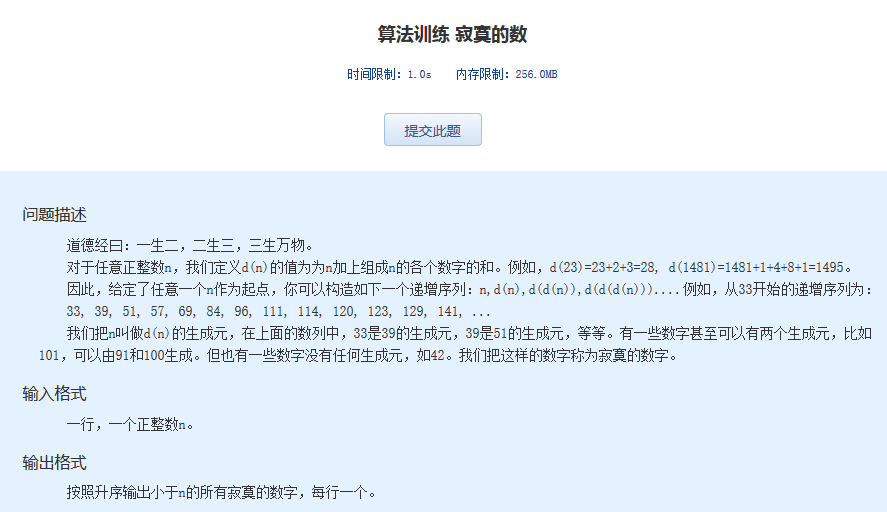 算法训练 寂寞的数
时间限制：1.0s 内存限制：256.0MB
提交此题
问题描述
道德经曰：一生二，二生三，三生万物。
对于任意正整数n，我们定义d(n)的值为为n加上组成n的各个数字的和。例如，d(23)=23+2+3=28, d(1481)=1481+1+4+8+1=1495。
因此，给定了任意一个n作为起点，你可以构造如下一个递增序列：n,d(n),d(d(n)),d(d(d(n)))....例如，从33开始的递增序列为：
33, 39, 51, 57, 69, 84, 96, 111, 114, 120, 123, 129, 141, ...
我们把n叫做d(n)的生成元，在上面的数列中，33是39的生成元，39是51的生成元，等等。有一些数字甚至可以有两个生成元，比如
101，可以由91和100生成。但也有一些数字没有任何生成元，如42。我们把这样的数字称为寂寞的数字。
输入格式
一行，一个正整数n。
输出格式
按照升序输出小于n的所有寂寞的数字，每行一个。